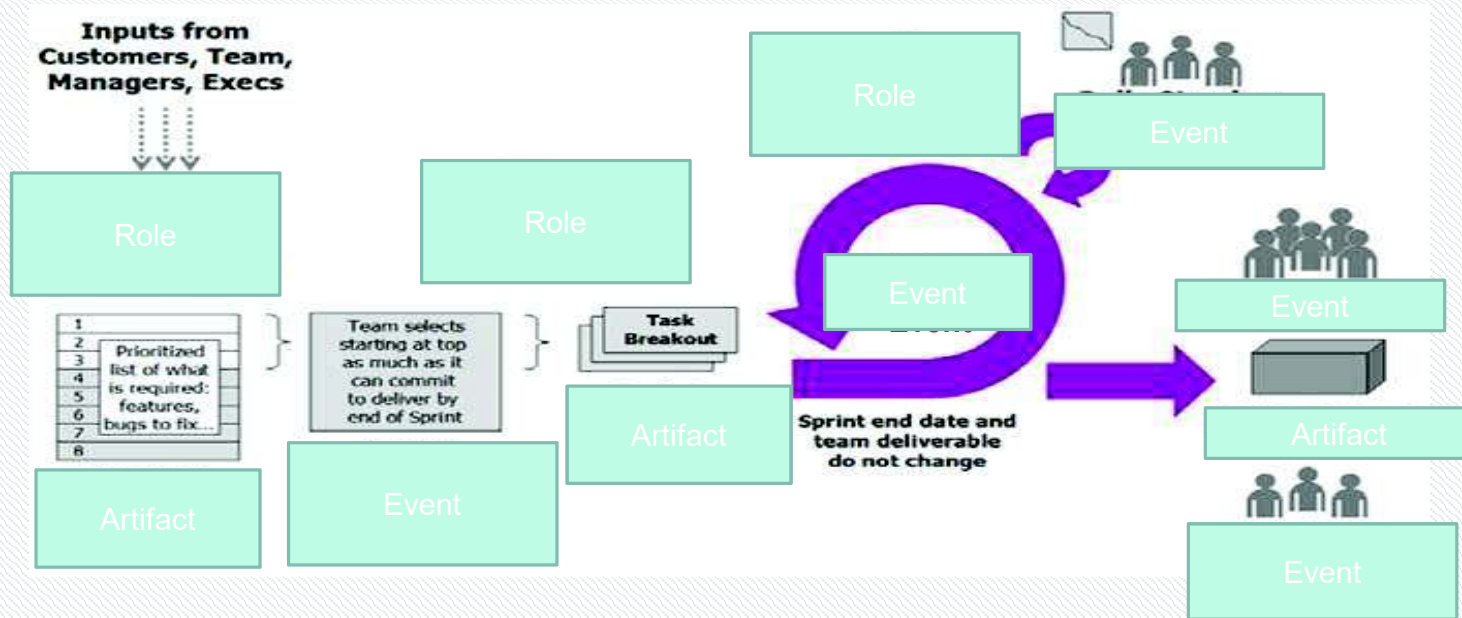 Inputs from
Customers, Team,
Managers, Execs
Role
Role
Role
Event
1
2
3
4
5
6
7
8
Prioritized
list of what
is required:
features,
bugs to fix...
Team selects
starting at top
as much as it
can commit
to deliver by
end of Sprint
Task
Breakout
Event
Sprint end date and
team deliverable
do not change
Artifact
Event
Artifact
Event
Artifact
Event